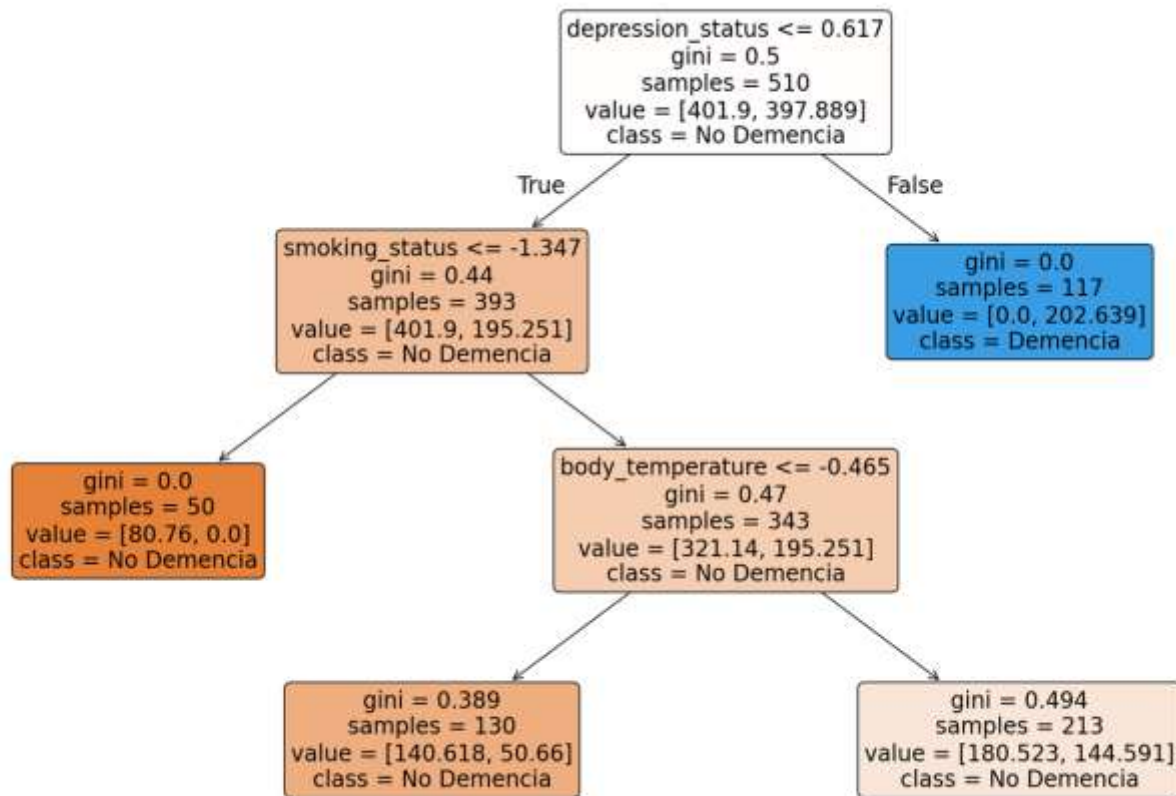 depression_status <= 0.617
gini = 0.5
samples = 510
value = [401.9, 397.889]
class = No Demencia
True
False
smoking_status <= -1.347
gini = 0.44
samples = 393
value = [401.9, 195.251]
class = No Demencia
gini = 0.0
samples = 117
value = [0.0, 202.639]
class = Demencia
gini = 0.0
samples = 50
value = [80.76, 0.0]
class = No Demencia
body_temperature <= -0.465
gini = 0.47
samples = 343
value = [321.14, 195.251]
class = No Demencia
gini = 0.389
samples = 130
value = [140.618, 50.66]
class = No Demencia
gini = 0.494
samples = 213
value = [180.523, 144.591]
class = No Demencia